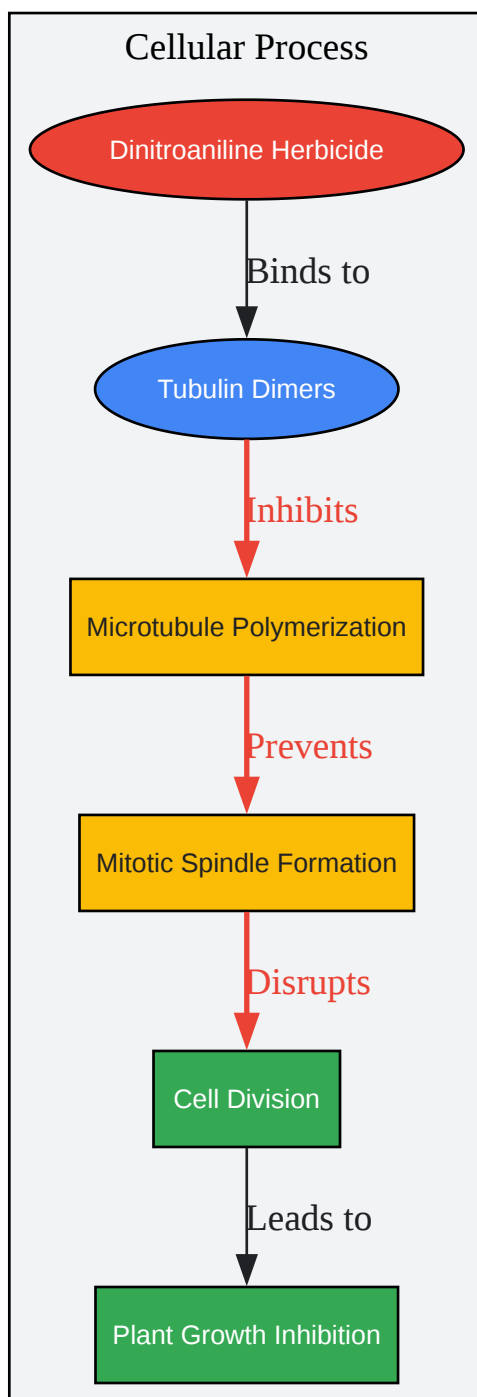 Cellular Process
Dinitroaniline Herbicide
Binds to
Tubulin Dimers
Inhibits
Microtubule Polymerization
Prevents
Mitotic Spindle Formation
Disrupts
Cell Division
Leads to
Plant Growth Inhibition